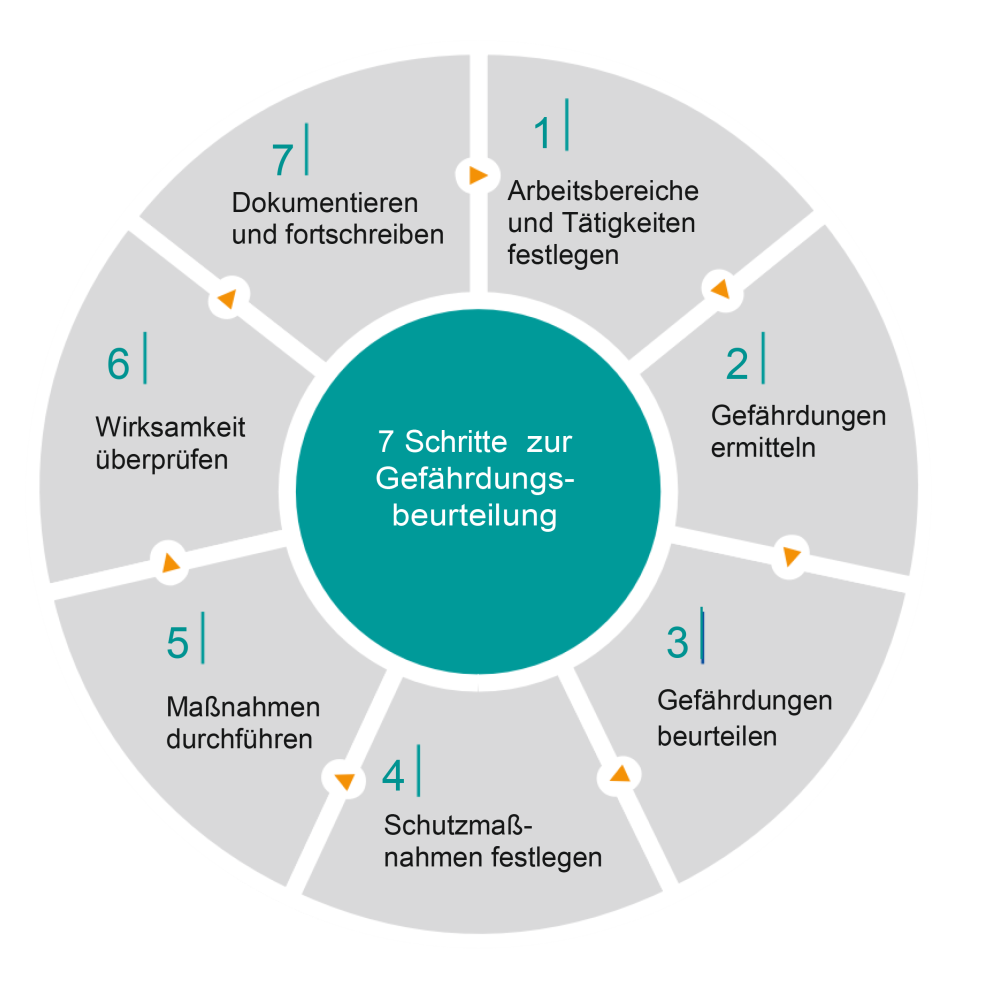 7 Schritte zur
Gefährdungs-
beurteilung
1
Arbeitsbereiche
und Tätigkeiten
festlegen
2
Gefährdungen
ermitteln
3
Gefährdungen
beurteilen
4
Schutzmaß-
nahmen festlegen
5
Maßnahmen
durchführen
6
Wirksamkeit
überprüfen
7
Dokumentieren
und fortschreiben